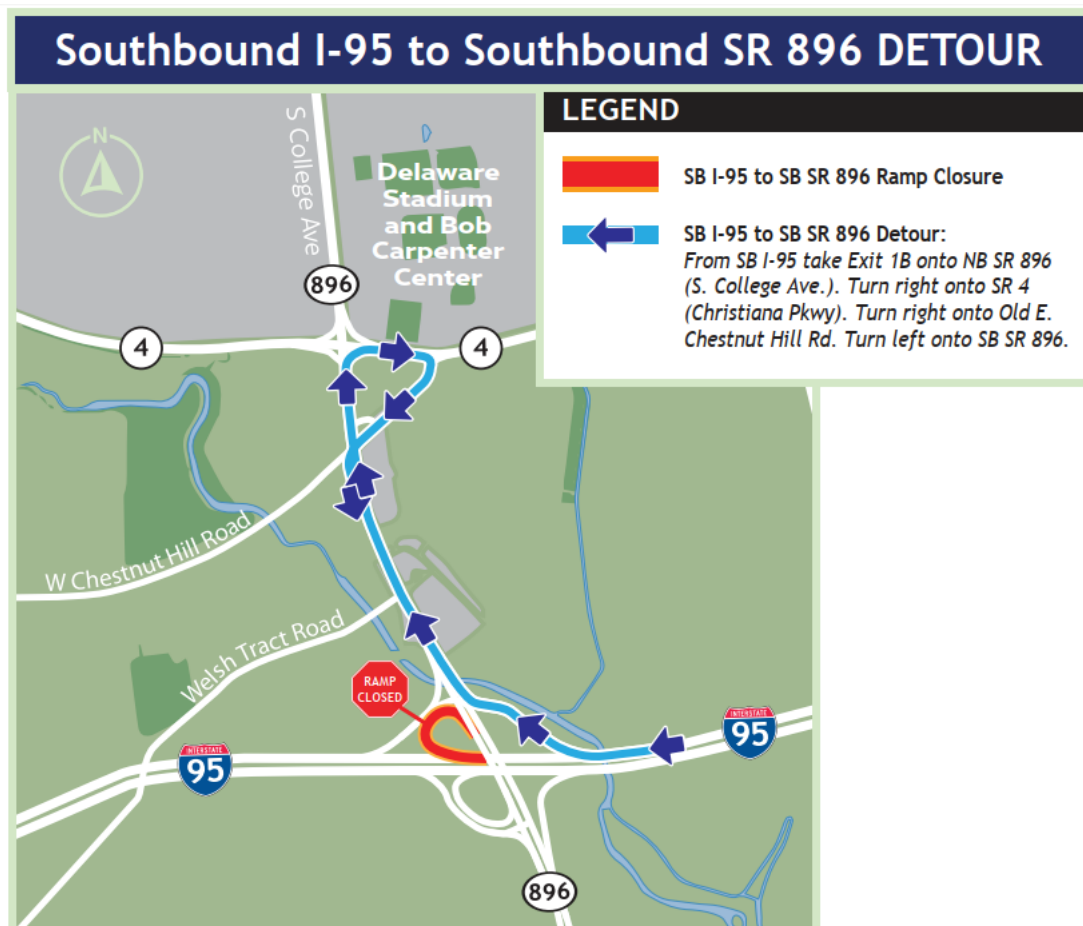 Southbound I-95 to Southbound SR 896 DETOUR
LEGEND
SB I-95 to SB SR 896 Ramp Closure
SB I-95 to SB SR 896 Detour:
From SB I-95 take Exit 1B onto NB SR 896
(S. College Ave.). Turn right onto SR 4
(Christiana Pkwy). Turn right onto Old E.
Chestnut Hill Rd. Turn left onto SB SR 896.
N
S College Ave
Delaware
Stadium
and Bob
Carpenter
Center
896
4
4
W Chestnut Hill Road
Welsh Tract Road
RAMP
CLOSED
INTERSTATE
95
INTERSTATE
95
896